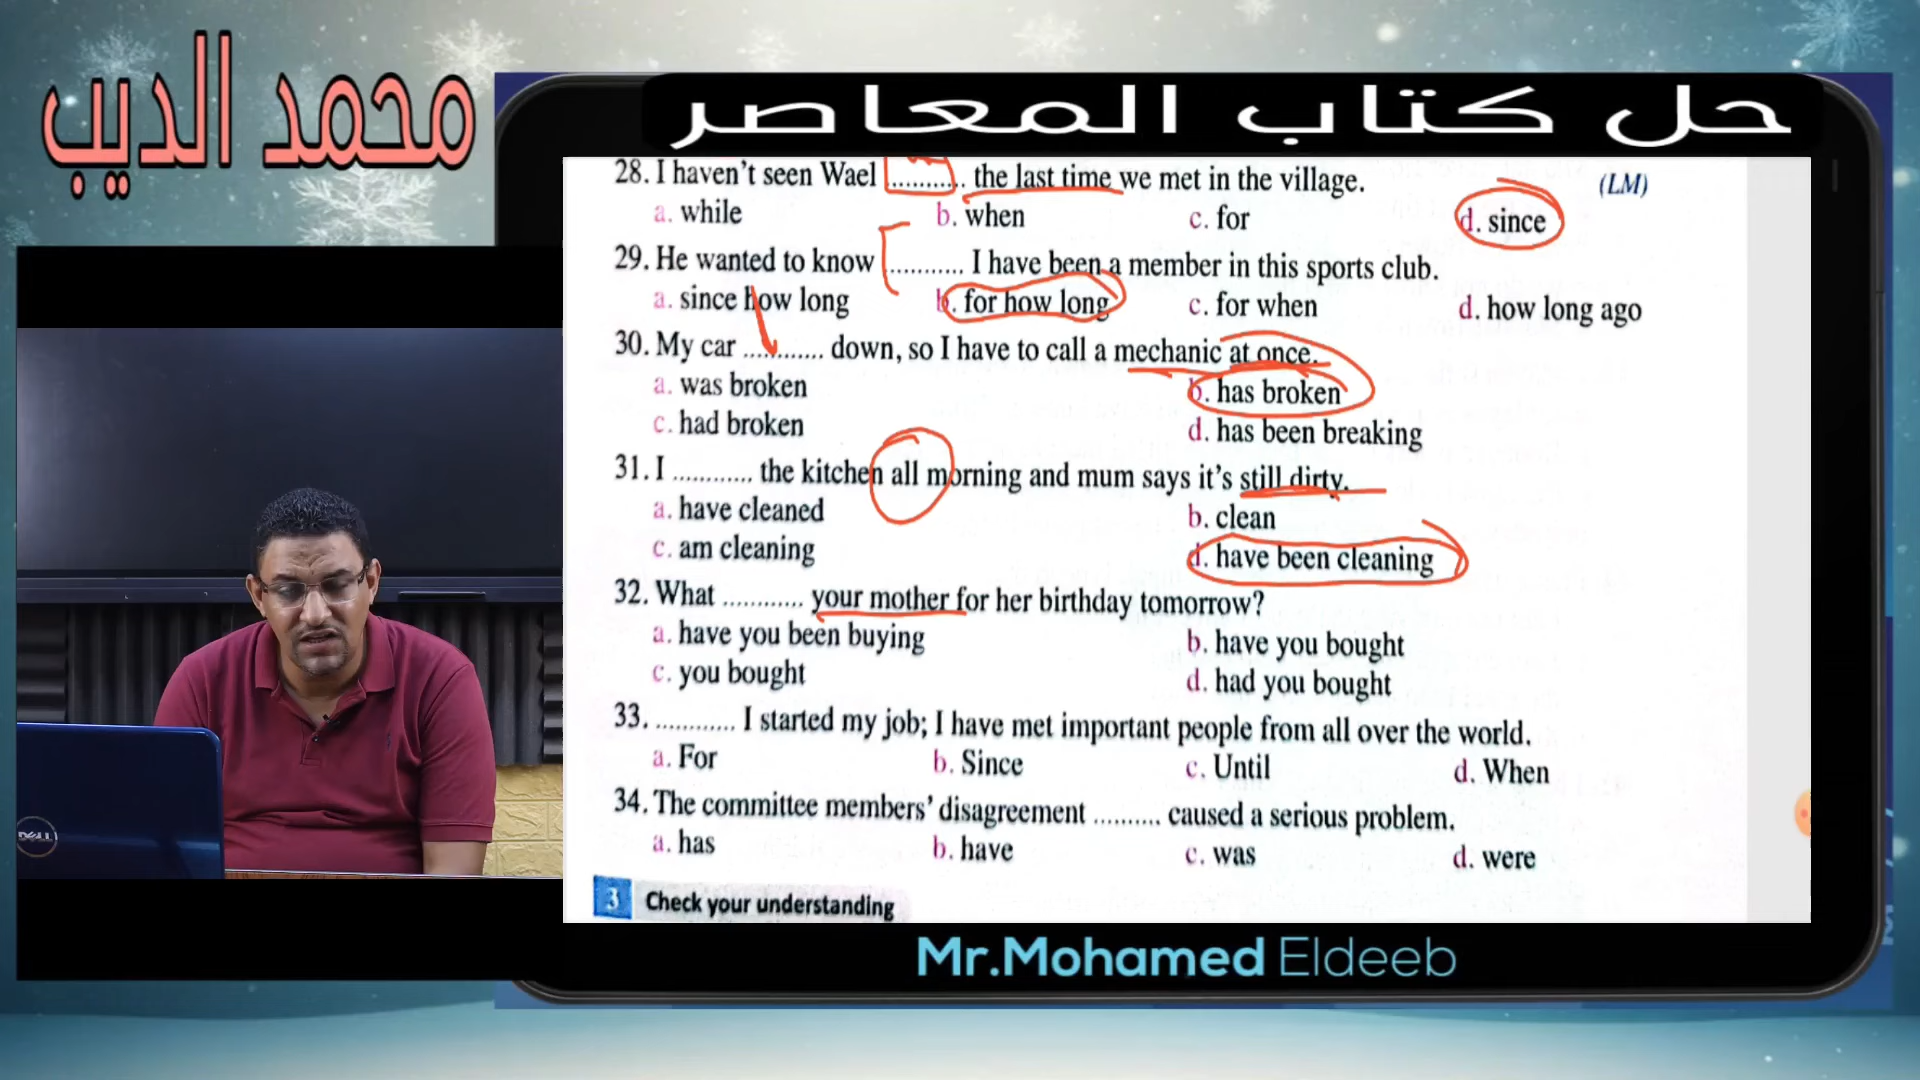 محمد الديب
حل كتاب المعاصر
28. I haven't seen Wael ............ the last time we met in the village. (LM)
a. while b. when c. for d. since
29. He wanted to know ............ I have been a member in this sports club.
a. since how long b. for how long c. for when d. how long ago
30. My car ............ down, so I have to call a mechanic at once.
a. was broken b. has broken
c. had broken d. has been breaking
31. I ............ the kitchen all morning and mum says it's still dirty.
a. have cleaned b. clean
c. am cleaning d. have been cleaning
32. What ............ your mother for her birthday tomorrow?
a. have you been buying b. have you bought
c. you bought d. had you bought
33. ............ I started my job; I have met important people from all over the world.
a. For b. Since c. Until d. When
34. The committee members' disagreement .......... caused a serious problem.
a. has b. have c. was d. were
3 Check your understanding
DELL
Mr.Mohamed Eldeeb